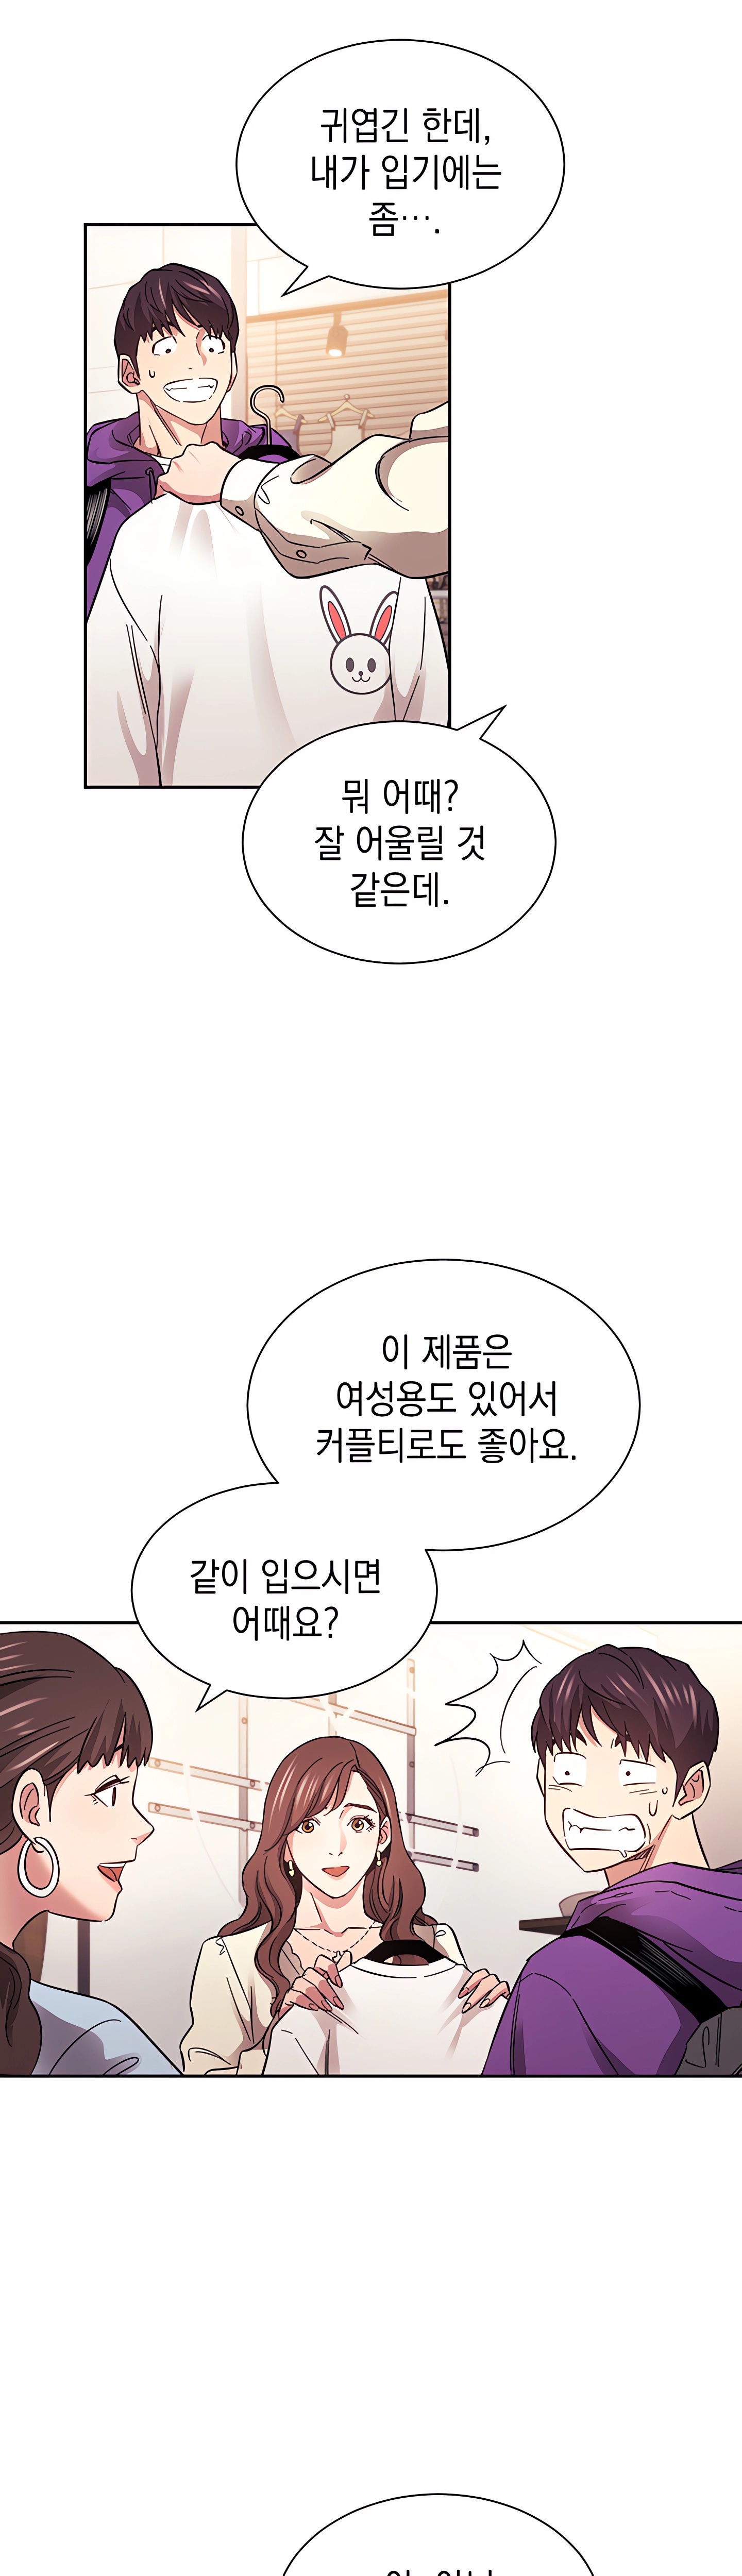 귀엽긴 한데,
내가 입기에는
좀….
뭐 어때?
잘 어울릴 것
같은데.
이 제품은
여성용도 있어서
커플티로도 좋아요.
같이 입으시면
어때요?